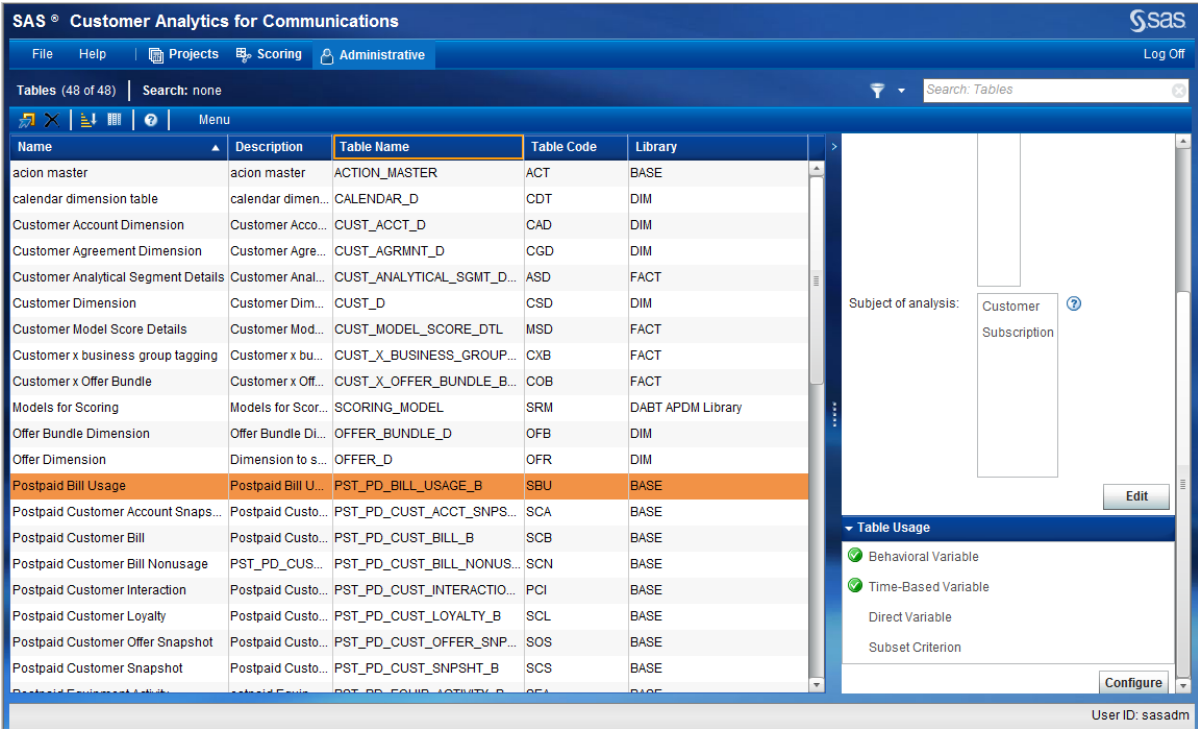 SAS ® Customer Analytics for Communications
sas
File Help Projects Scoring Administrative Log Off
Tables (48 of 48) Search: none Search: Tables
Menu
Name Description Table Name Table Code Library
acion master acion master ACTION_MASTER ACT BASE
calendar dimension table calendar dimen... CALENDAR_D CDT DIM
Customer Account Dimension Customer Acco... CUST_ACCT_D CAD DIM
Customer Agreement Dimension Customer Agre... CUST_AGRMNT_D CGD DIM
Customer Analytical Segment Details Customer Anal... CUST_ANALYTICAL_SGMT_D... ASD FACT
Customer Dimension Customer Dim... CUST_D CSD DIM
Customer Model Score Details Customer Mod... CUST_MODEL_SCORE_DTL MSD FACT
Customer x business group tagging Customer x bu... CUST_X_BUSINESS_GROUP... CXB FACT
Customer x Offer Bundle Customer x Off... CUST_X_OFFER_BUNDLE_B... COB FACT
Models for Scoring Models for Scor... SCORING_MODEL SRM DABT APDM Library
Offer Bundle Dimension Offer Bundle Di... OFFER_BUNDLE_D OFB DIM
Offer Dimension Dimension to s... OFFER_D OFR DIM
Postpaid Bill Usage Postpaid Bill U... PST_PD_BILL_USAGE_B SBU BASE
Postpaid Customer Account Snaps... Postpaid Custo... PST_PD_CUST_ACCT_SNPS... SCA BASE
Postpaid Customer Bill Postpaid Custo... PST_PD_CUST_BILL_B SCB BASE
Postpaid Customer Bill Nonusage PST_PD_CUS... PST_PD_CUST_BILL_NONUS... SCN BASE
Postpaid Customer Interaction Postpaid Custo... PST_PD_CUST_INTERACTIO... PCI BASE
Postpaid Customer Loyalty Postpaid Custo... PST_PD_CUST_LOYALTY_B SCL BASE
Postpaid Customer Offer Snapshot Postpaid Custo... PST_PD_CUST_OFFER_SNP... SOS BASE
Postpaid Customer Snapshot Postpaid Custo... PST_PD_CUST_SNPSHT_B SCS BASE
Subject of analysis: Customer
Subscription
Edit
Table Usage
Behavioral Variable
Time-Based Variable
Direct Variable
Subset Criterion
Configure
User ID: sasadm